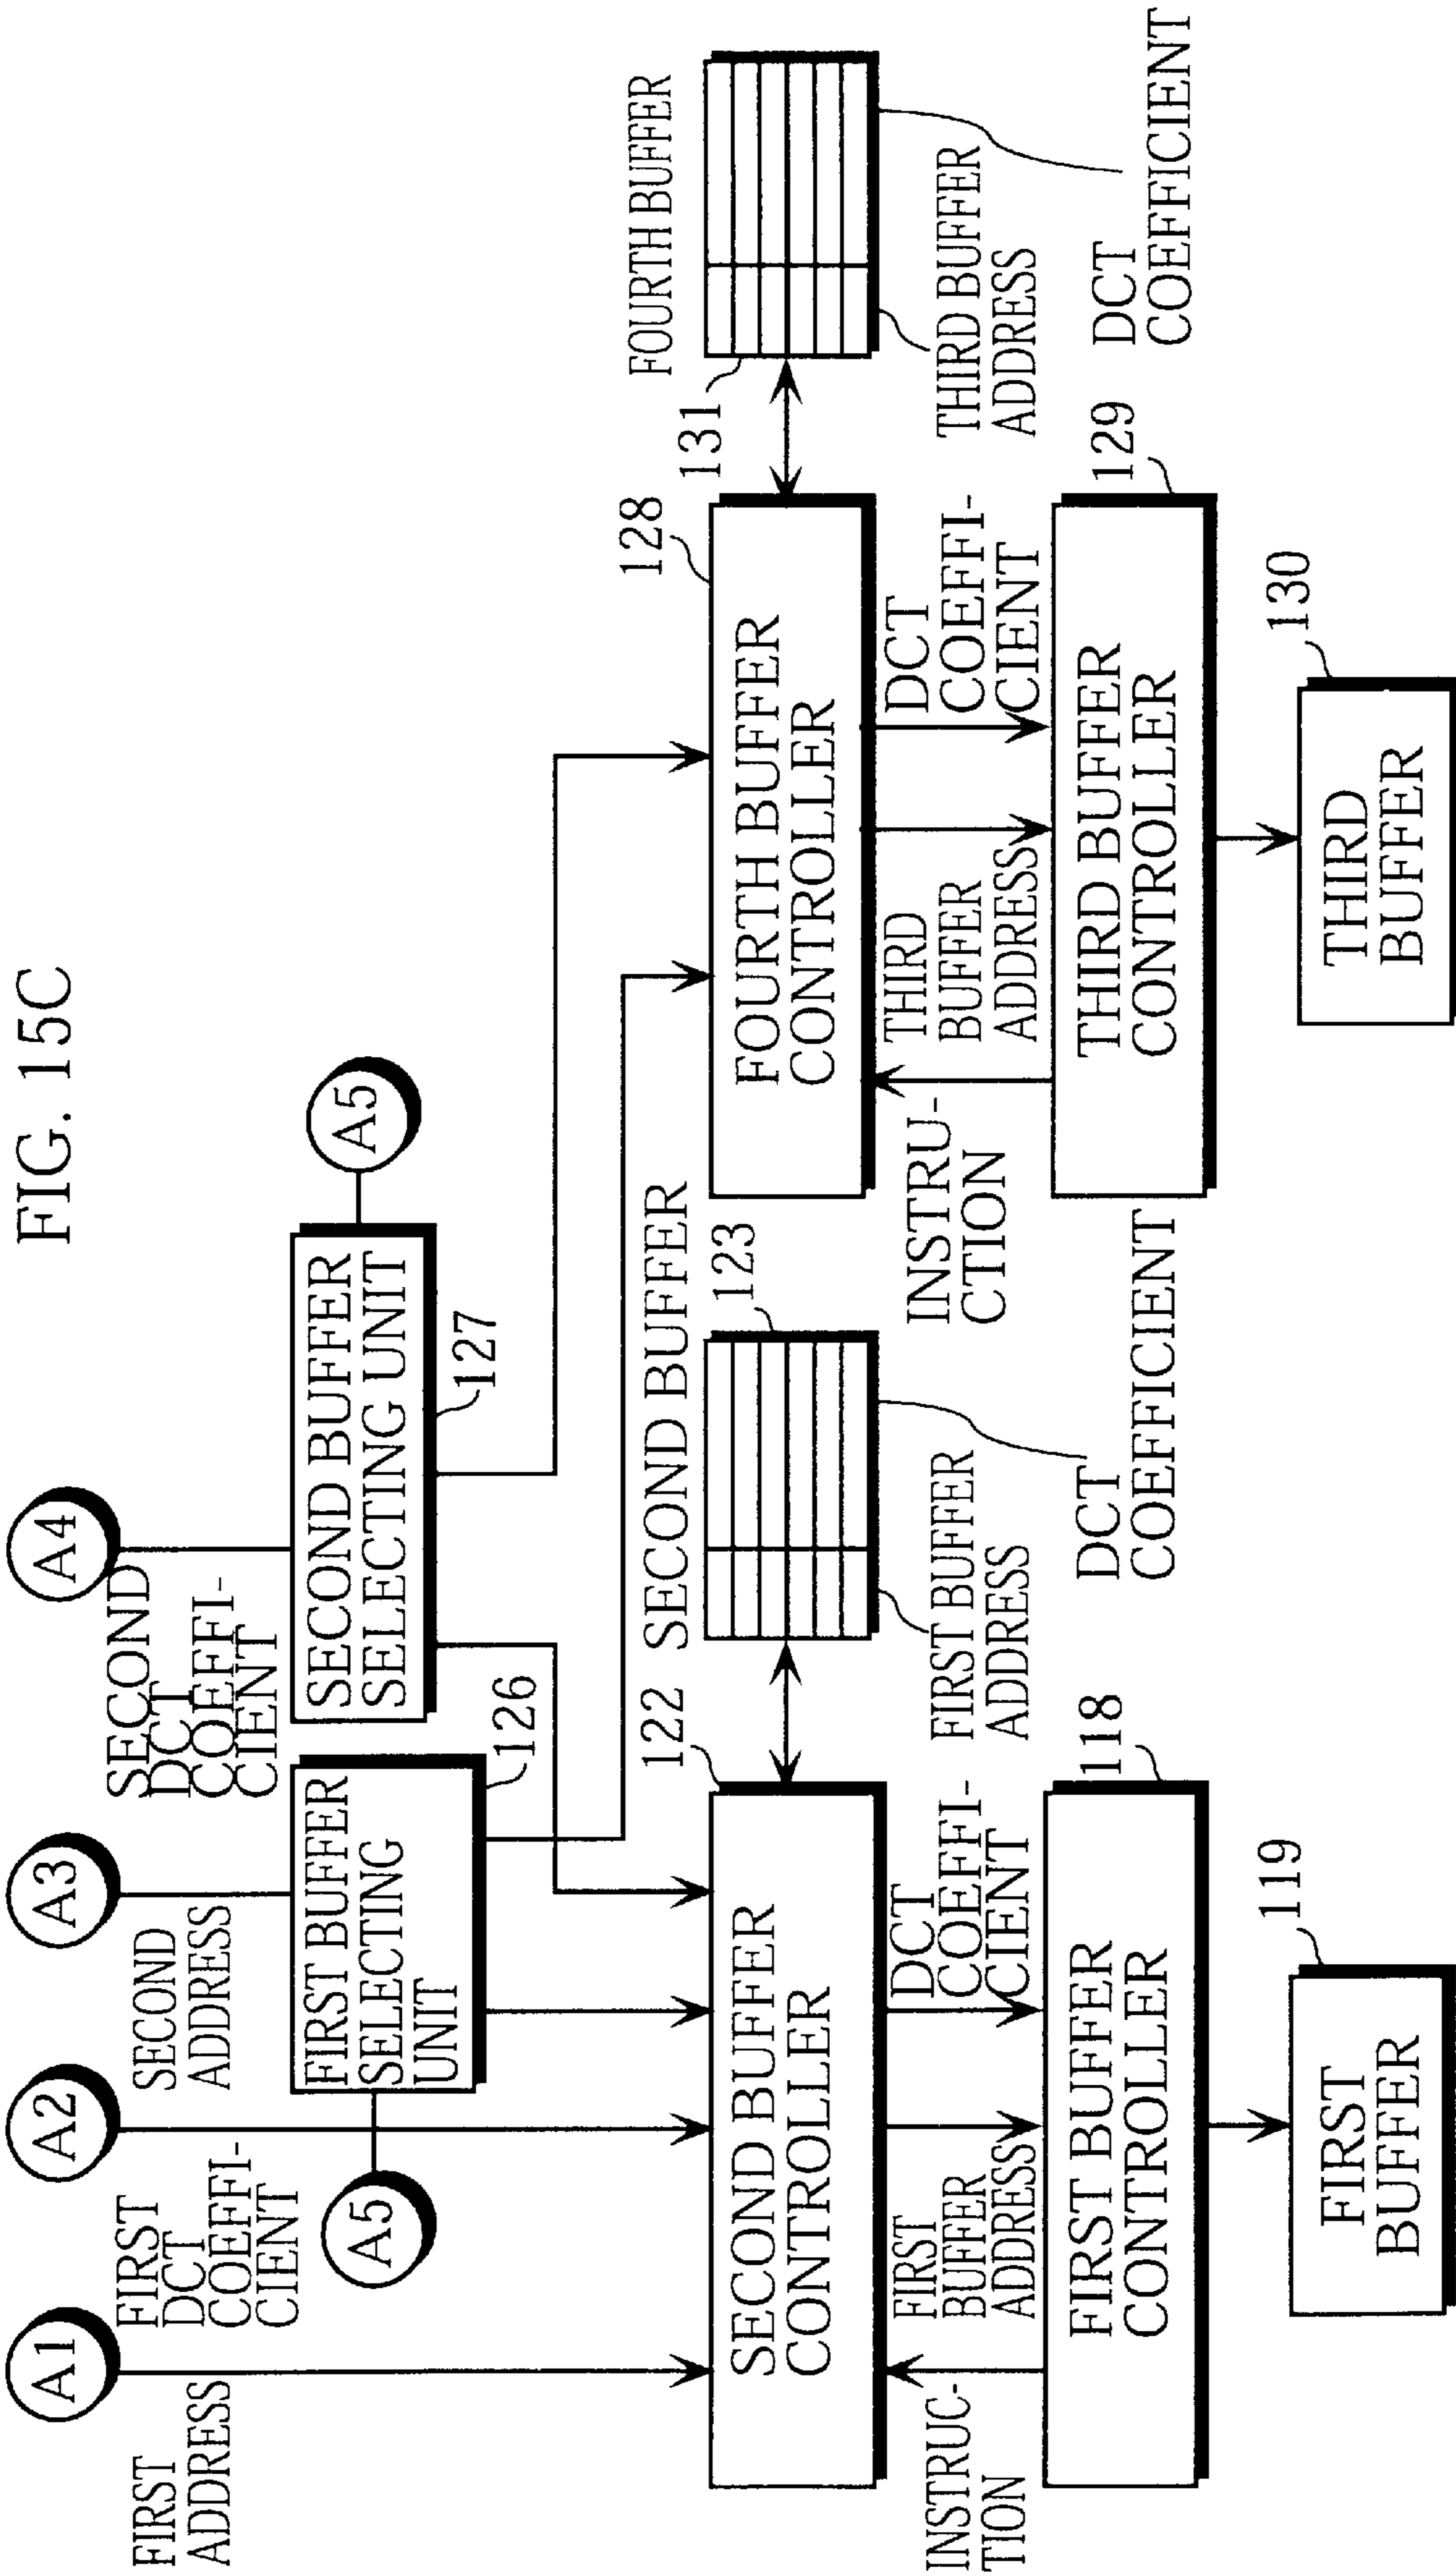 FIG. 15C
A1
A2
A3
A4
FIRST
ADDRESS
FIRST
DCT
COEFFI-
CIENT
SECOND
ADDRESS
SECOND
DCT
COEFFI-
CIENT
A5
FIRST BUFFER
SELECTING
UNIT
126
SECOND BUFFER
SELECTING UNIT
127
A5
SECOND BUFFER
CONTROLLER
122
SECOND BUFFER
123
FIRST BUFFER
ADDRESS
DCT
COEFFICIENT
FOURTH BUFFER
CONTROLLER
128
FOURTH BUFFER
131
THIRD BUFFER
ADDRESS
DCT
COEFFICIENT
INSTRUC-
TION
FIRST
BUFFER
ADDRESS
DCT
COEFFI-
CIENT
INSTRU-
CTION
THIRD
BUFFER
ADDRESS
DCT
COEFFI-
CIENT
FIRST BUFFER
CONTROLLER
118
THIRD BUFFER
CONTROLLER
129
FIRST
BUFFER
119
THIRD
BUFFER
130